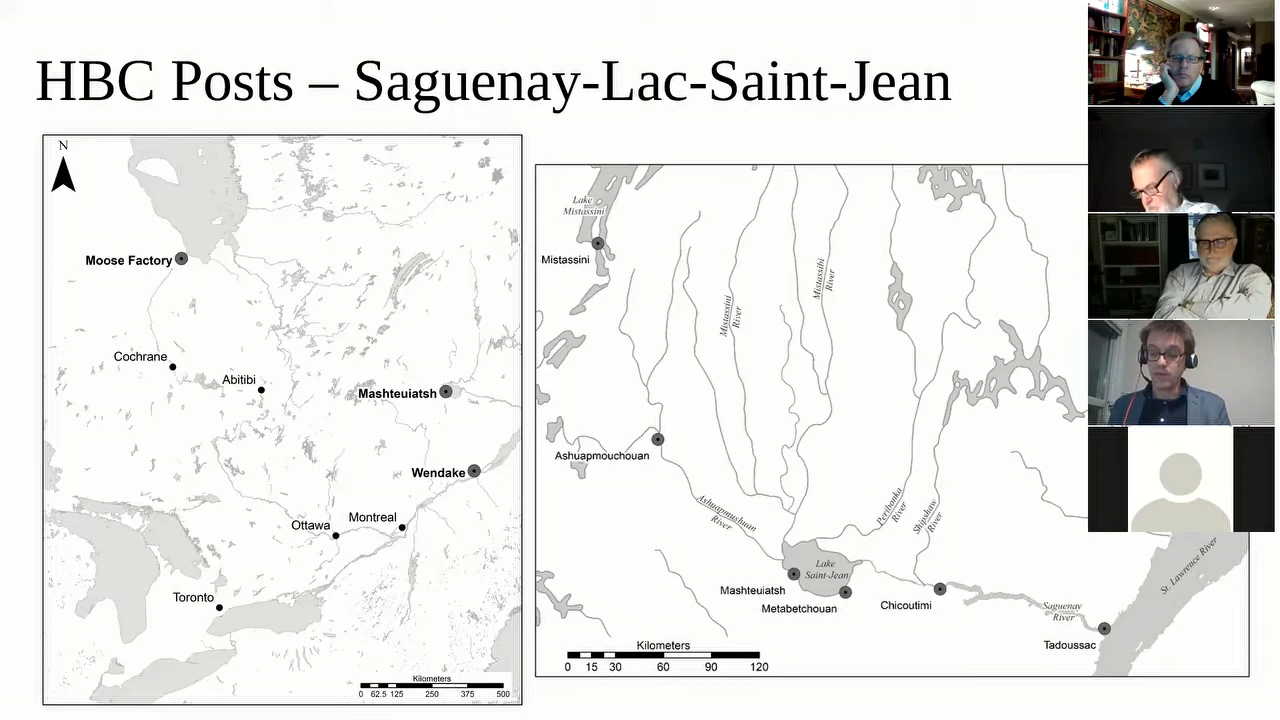 HBC Posts – Saguenay-Lac-Saint-Jean
N
Moose Factory
Cochrane
Abitibi
Mashteuiatsh
Wendake
Ottawa
Montreal
Toronto
Kilometers
0 62.5 125 250 375 500
Lake
Mistassini
Mistassini
Mistassini
River
Mistassibi
River
Ashuapmouchouan
Ashuapmushuan
River
Peribonka
River
Shipshaw
River
Lake
Saint-Jean
Mashteuiatsh
Metabetchouan
Chicoutimi
Saguenay
River
St. Lawrence River
Tadoussac
Kilometers
0 15 30 60 90 120